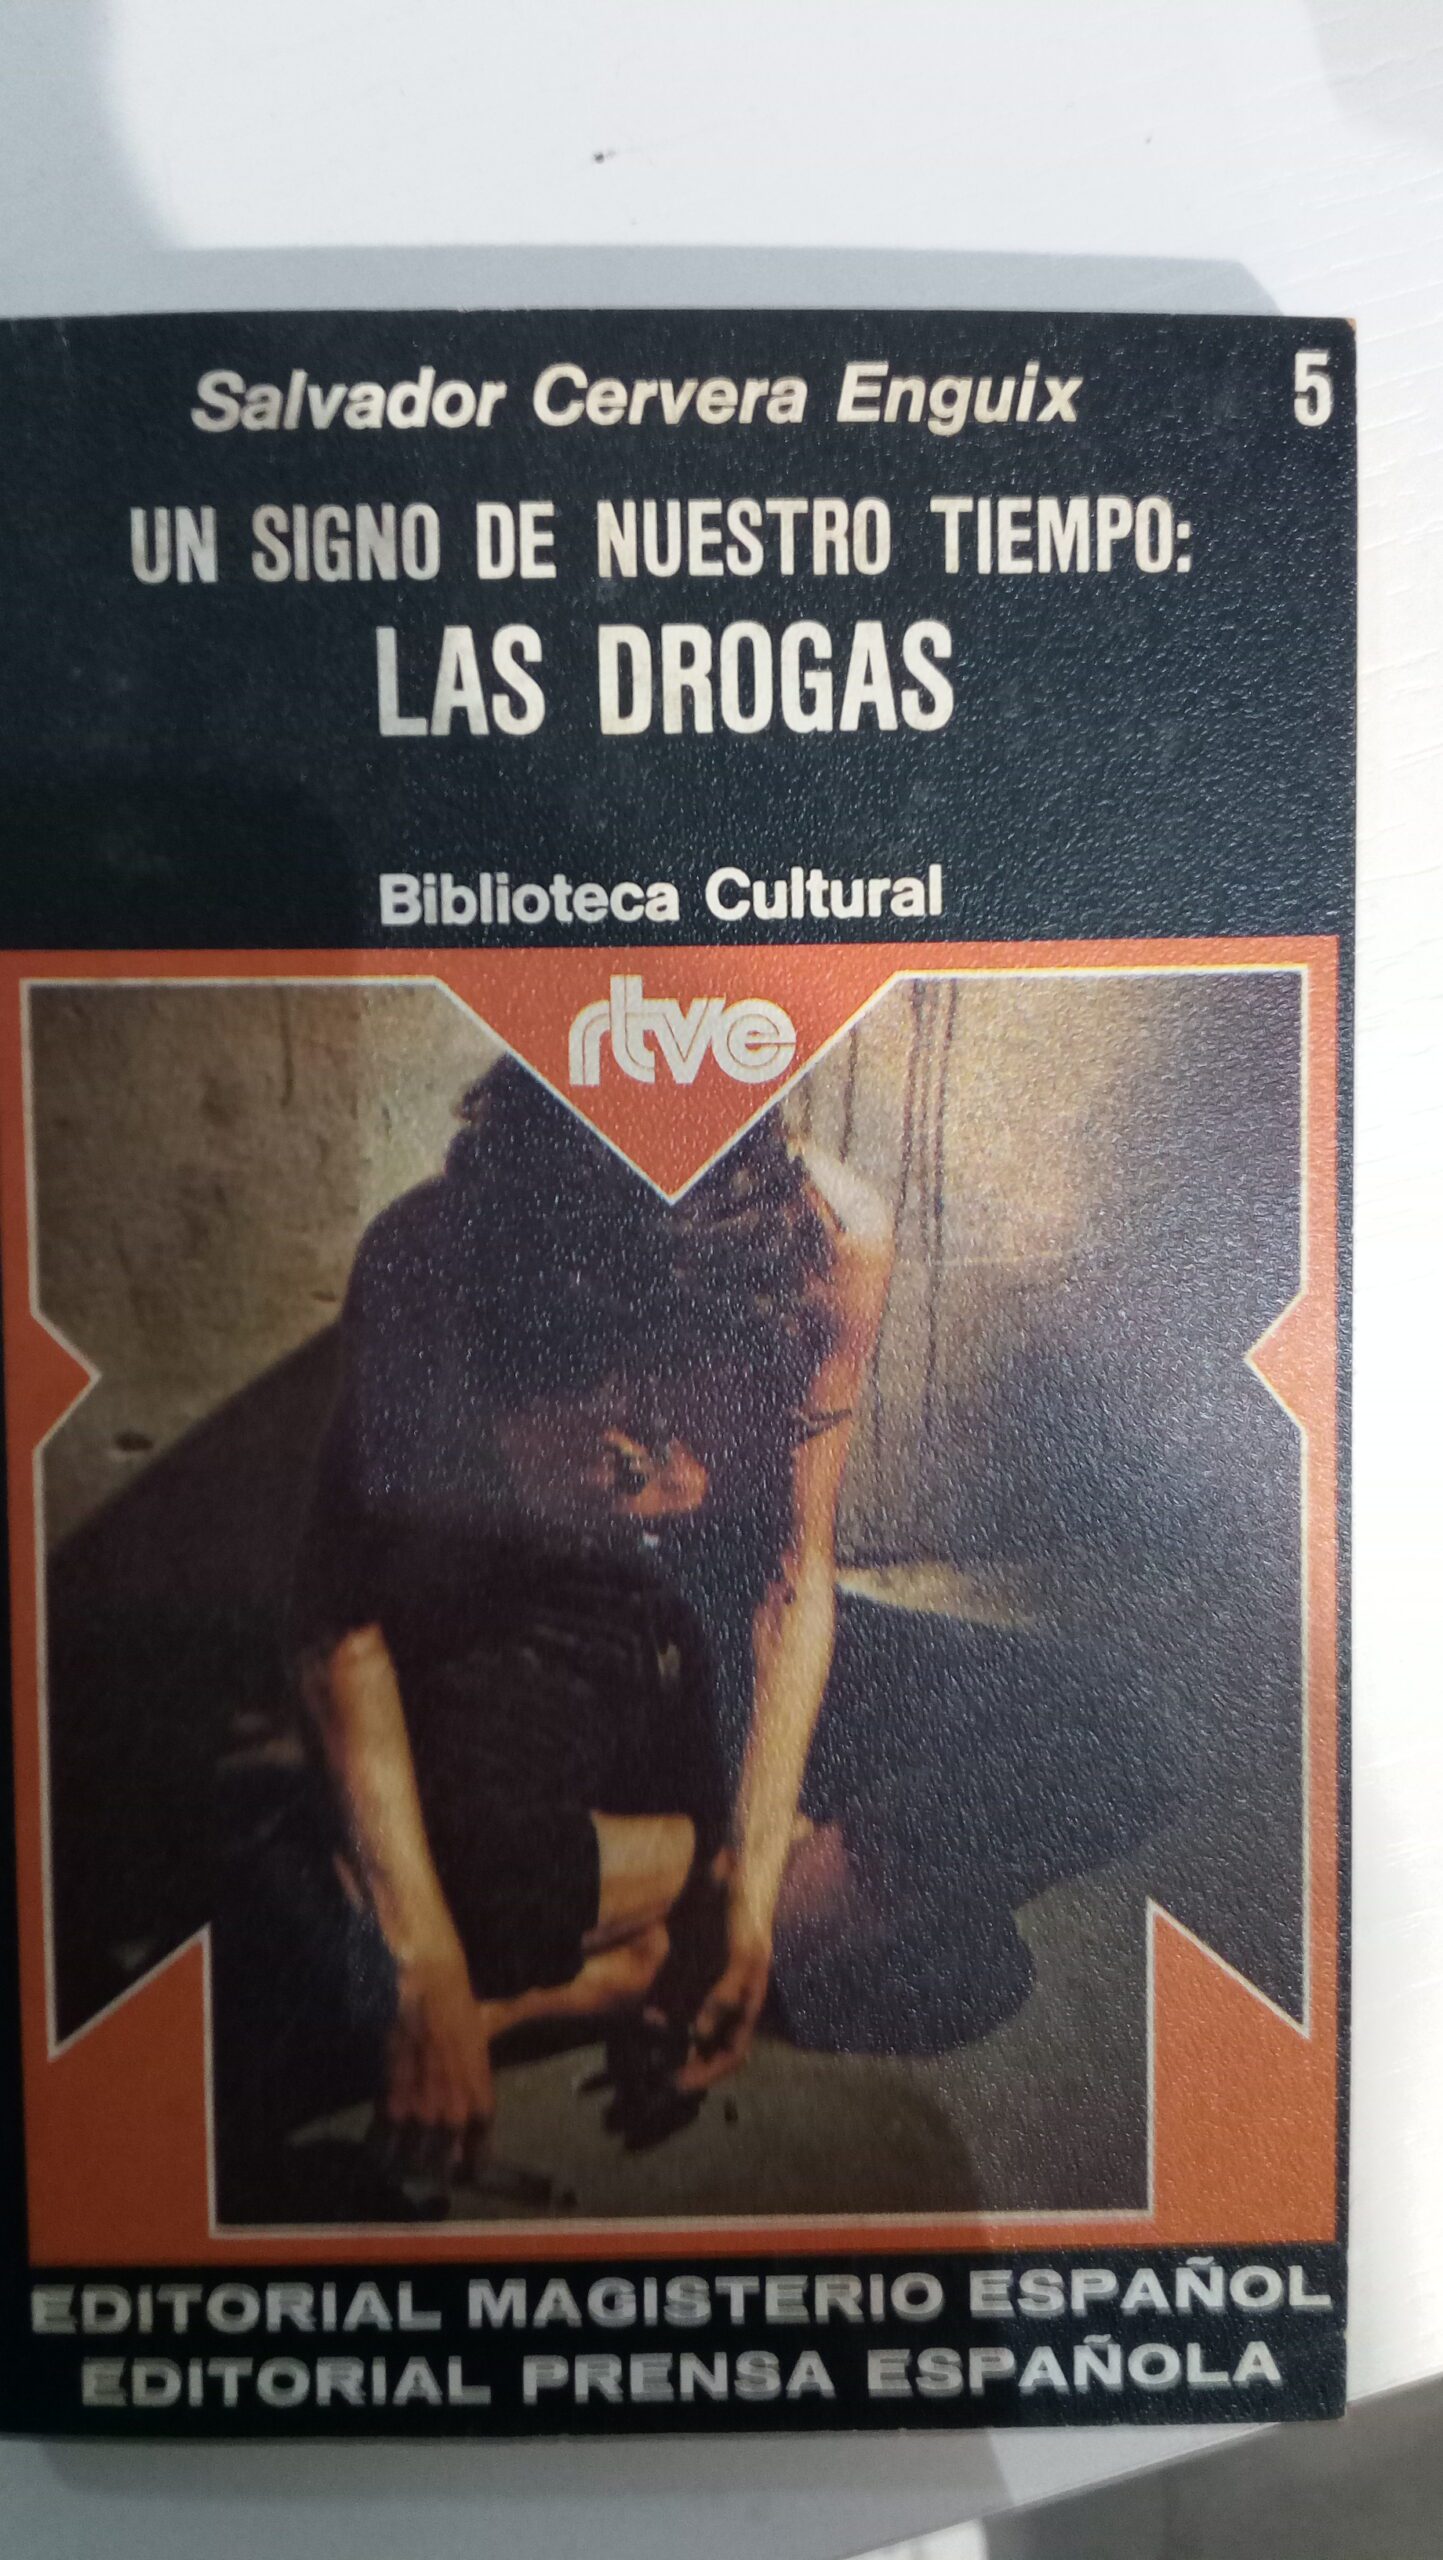 Salvador Cervera Enguix
5
UN SIGNO DE NUESTRO TIEMPO:
LAS DROGAS
Biblioteca Cultural
rtve
EDITORIAL MAGISTERIO ESPAÑOL
EDITORIAL PRENSA ESPAÑOLA